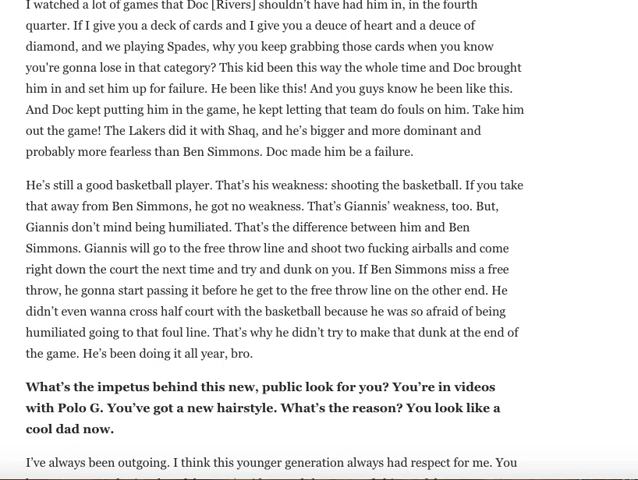 I watched a lot of games that Doc [Rivers] shouldn't have had him in, in the fourth
quarter. If I give you a deck of cards and I give you a deuce of heart and a deuce of
diamond, and we playing Spades, why you keep grabbing those cards when you know
you're gonna lose in that category? This kid been this way the whole time and Doc brought
him in and set him up for failure. He been like this! And you guys know he been like this.
And Doc kept putting him in the game, he kept letting that team do fouls on him. Take him
out the game! The Lakers did it with Shaq, and he's bigger and more dominant and
probably more fearless than Ben Simmons. Doc made him be a failure.
He's still a good basketball player. That's his weakness: shooting the basketball. If you take
that away from Ben Simmons, he got no weakness. That's Giannis' weakness, too. But,
Giannis don't mind being humiliated. That's the difference between him and Ben
Simmons. Giannis will go to the free throw line and shoot two fucking airballs and come
right down the court the next time and try and dunk on you. If Ben Simmons miss a free
throw, he gonna start passing it before he get to the free throw line on the other end. He
didn't even wanna cross half court with the basketball because he was so afraid of being
humiliated going to that foul line. That's why he didn't try to make that dunk at the end of
the game. He's been doing it all year, bro.
What's the impetus behind this new, public look for you? You're in videos
with Polo G. You've got a new hairstyle. What's the reason? You look like a
cool dad now.
I've always been outgoing. I think this younger generation always had respect for me. You